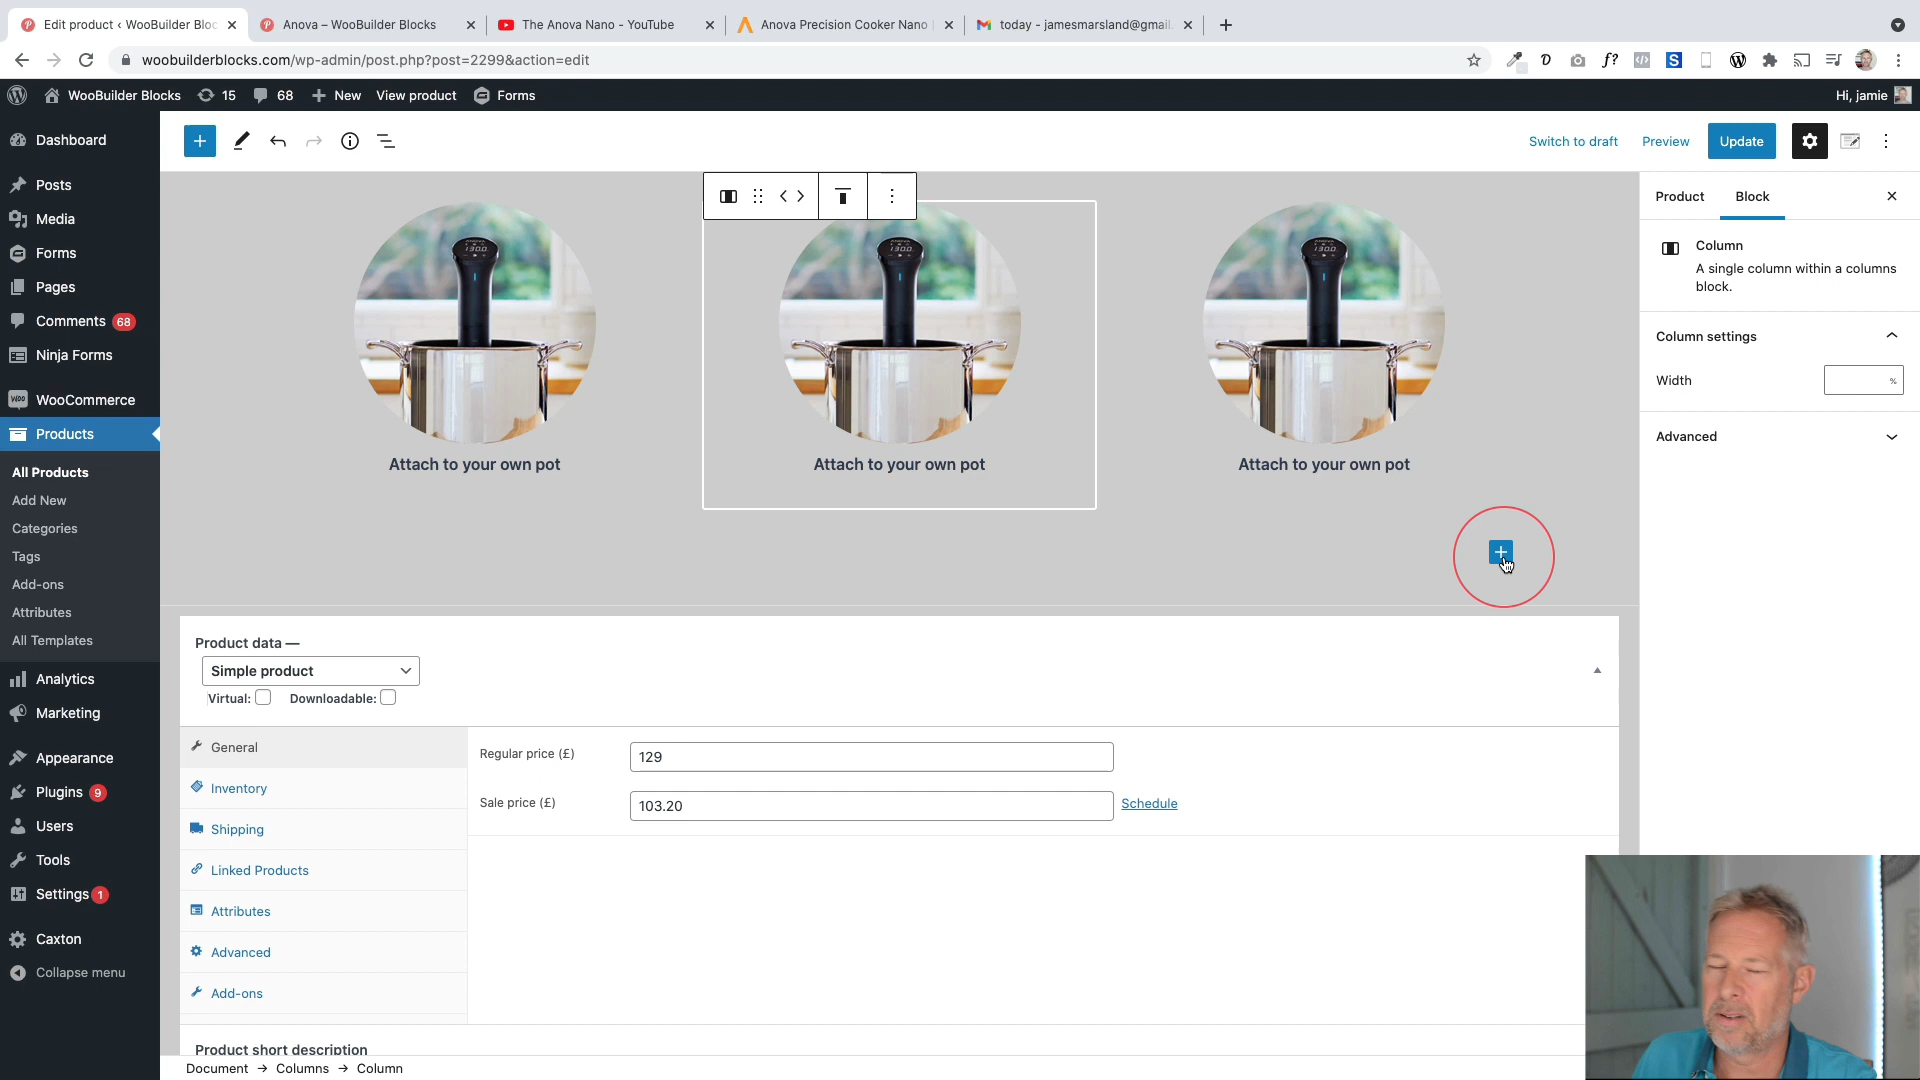 Edit product ‹ WooBuilder Bloc
Anova – WooBuilder Blocks
The Anova Nano - YouTube
Anova Precision Cooker Nano
today - jamesmarsland@gmail.
woobuilderblocks.com/wp-admin/post.php?post=2299&action=edit
WooBuilder Blocks
15
68
New
View product
Forms
Hi, jamie
Dashboard
Posts
Media
Forms
Pages
Comments 68
Ninja Forms
WooCommerce
Products
All Products
Add New
Categories
Tags
Add-ons
Attributes
All Templates
Analytics
Marketing
Appearance
Plugins 9
Users
Tools
Settings 1
Caxton
Collapse menu
Switch to draft
Preview
Update
Attach to your own pot
Attach to your own pot
Attach to your own pot
Product
Block
Column
A single column within a columns
block.
Column settings
Width
%
Advanced
Product data —
Simple product
Virtual:
Downloadable:
General
Inventory
Shipping
Linked Products
Attributes
Advanced
Add-ons
Regular price (£)
129
Sale price (£)
103.20
Schedule
Product short description
Document → Columns → Column